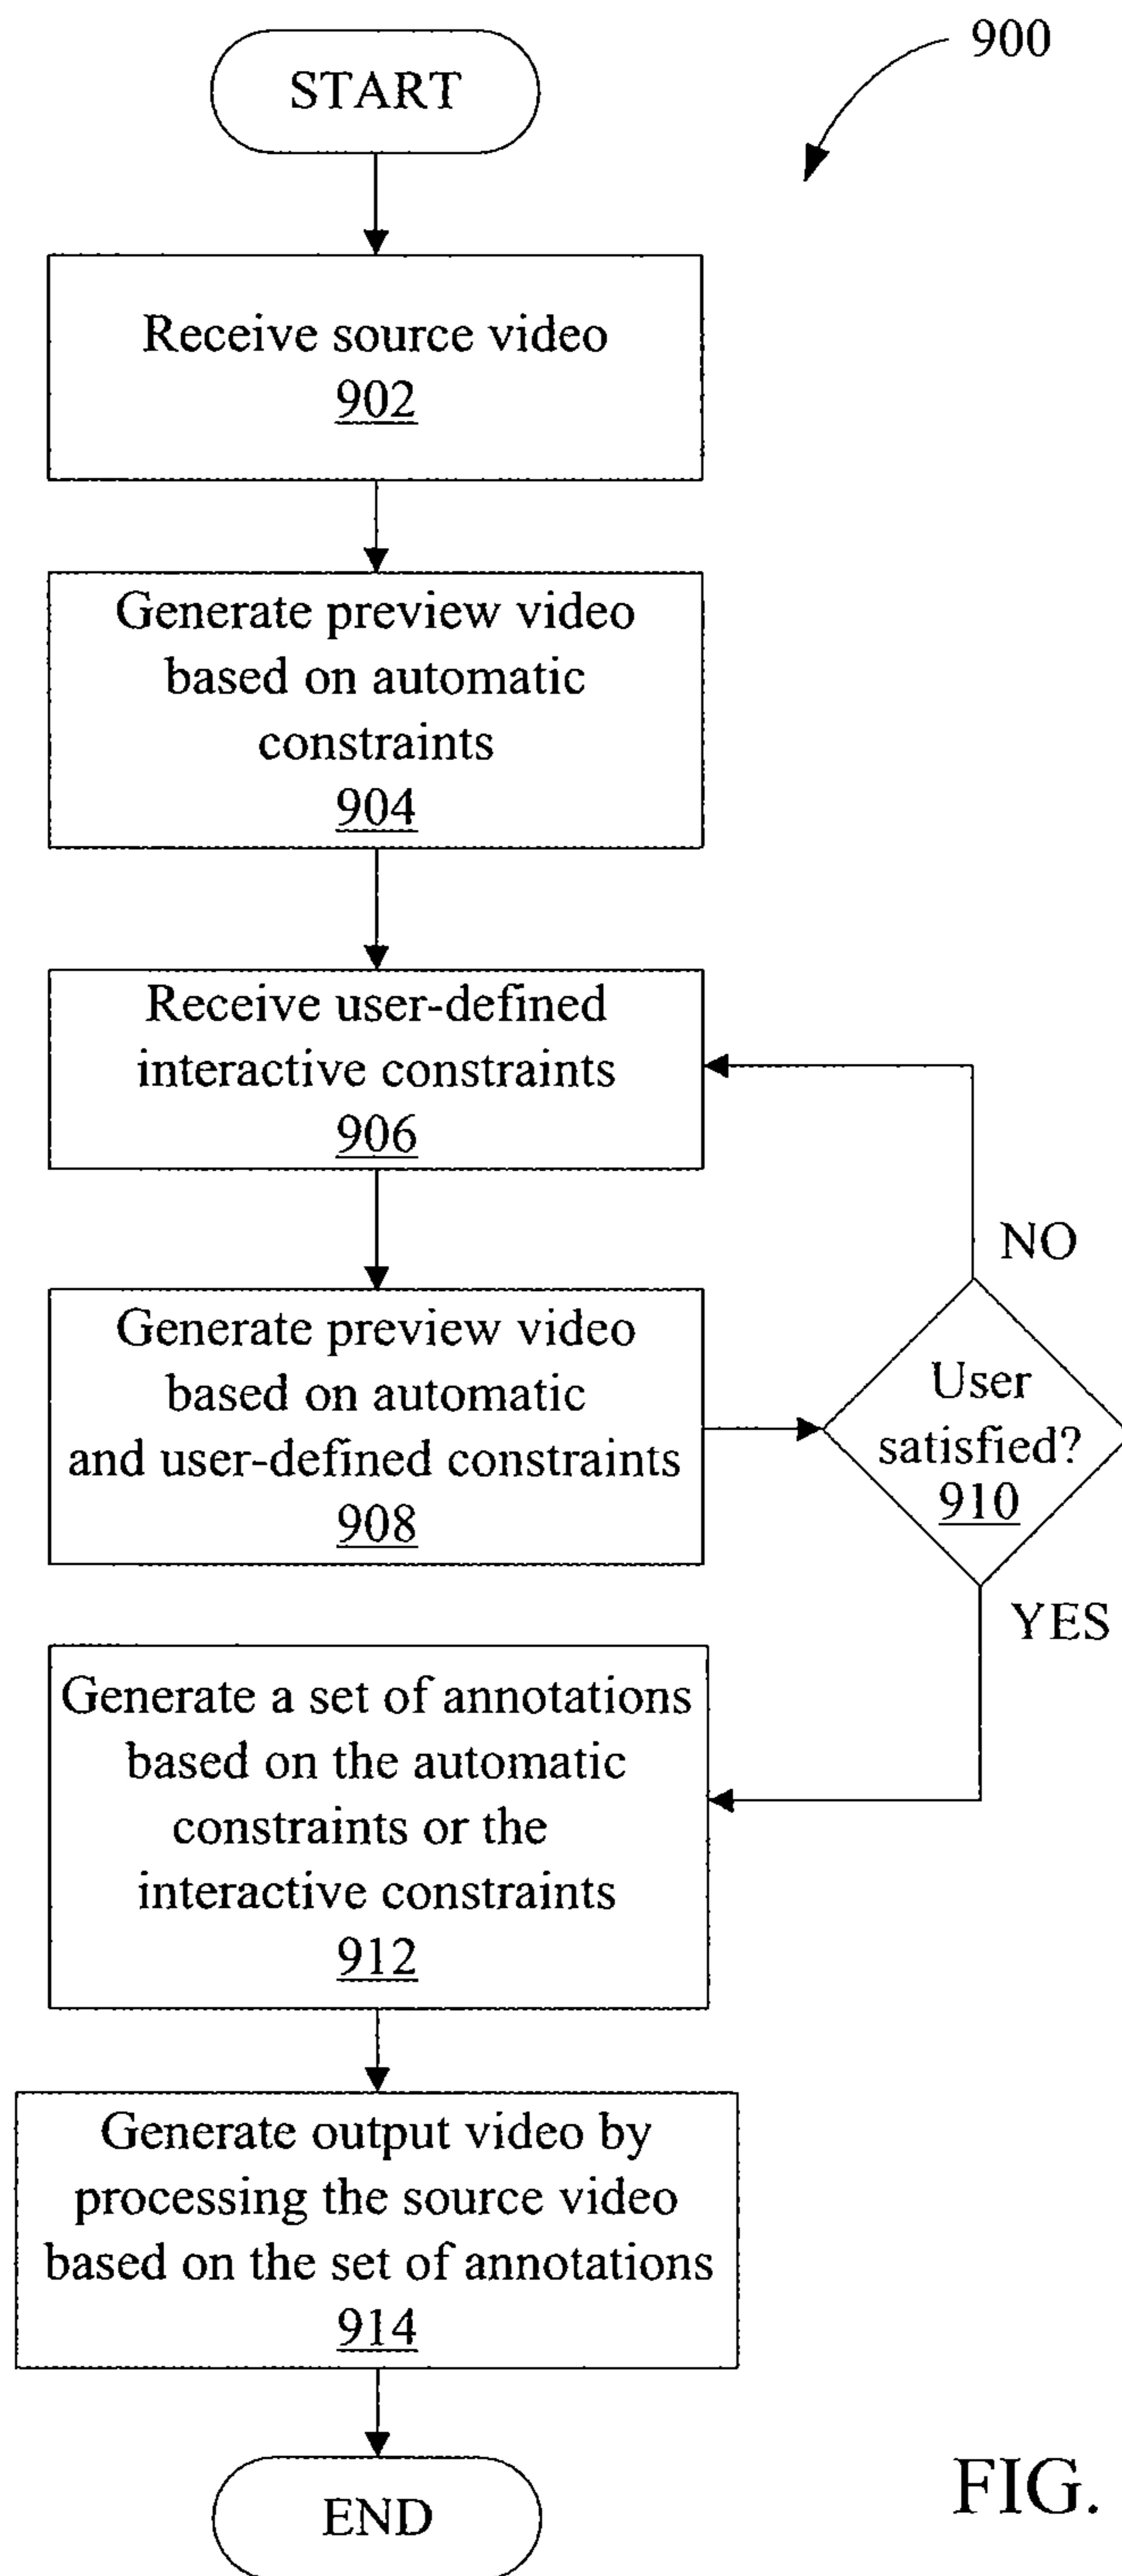 900
START
Receive source video
902
Generate preview video
based on automatic
constraints
904
Receive user-defined
interactive constraints
906
NO
Generate preview video
based on automatic
and user-defined constraints
908
User
satisfied?
910
YES
Generate a set of annotations
based on the automatic
constraints or the
interactive constraints
912
Generate output video by
processing the source video
based on the set of annotations
914
END
FIG.